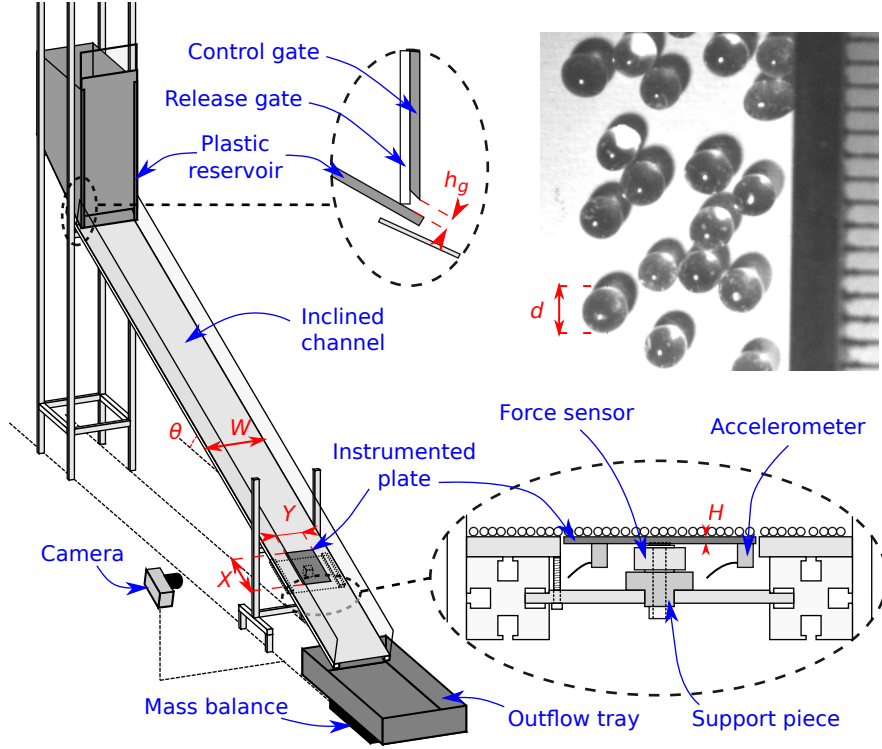 Control gate
Release gate
Plastic
reservoir
h_g
d
Inclined
channel
θ
W
Force sensor
Accelerometer
Instrumented
plate
H
Y
Camera
X
Mass balance
Outflow tray
Support piece